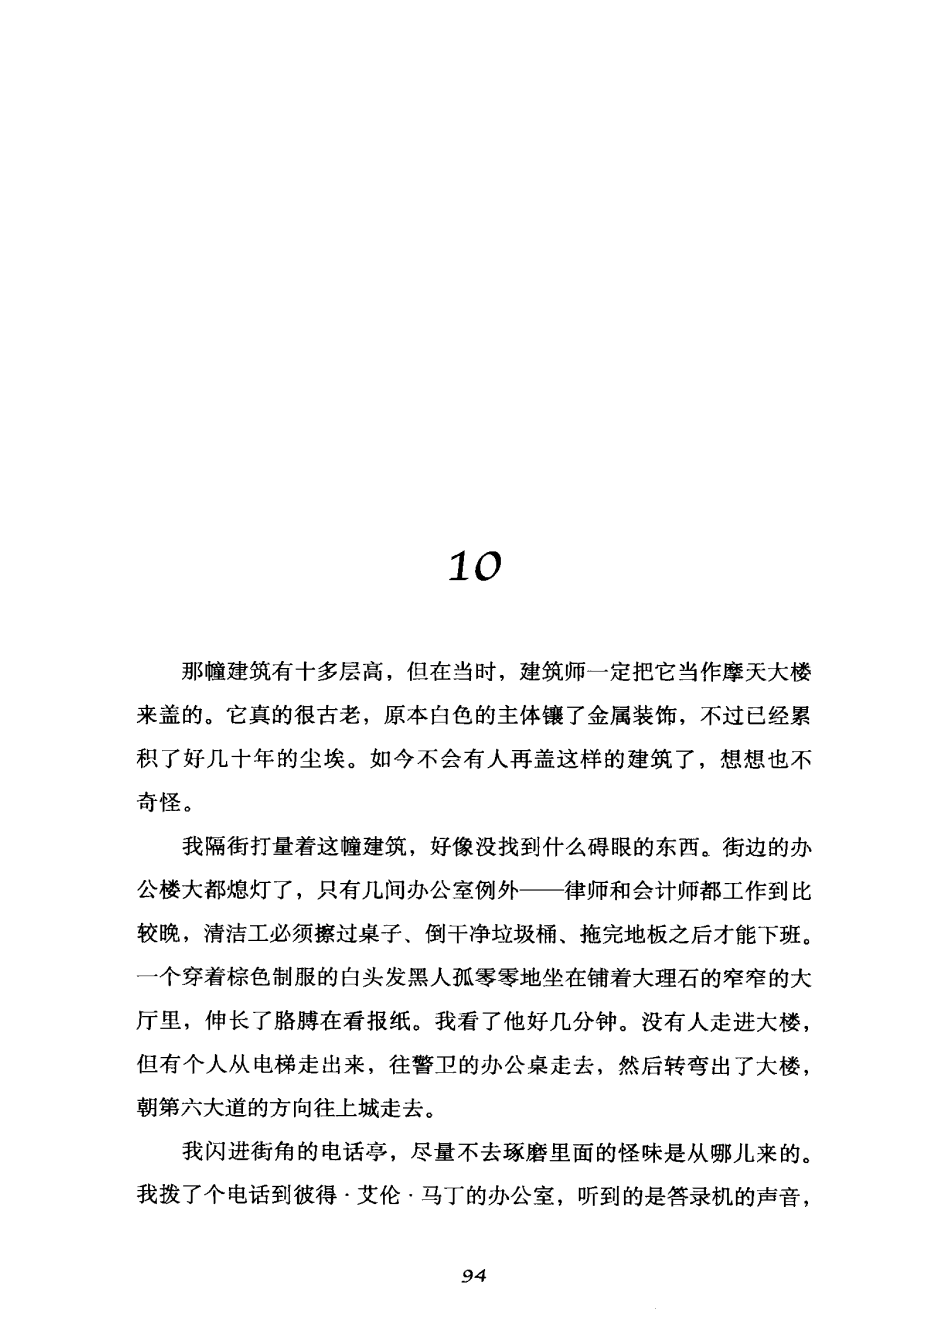 10
那幢建筑有十多层高，但在当时，建筑师一定把它当作摩天大楼
来盖的。它真的很古老，原本白色的主体镶了金属装饰，不过已经累
积了好几十年的尘埃。如今不会有人再盖这样的建筑了，想想也不
奇怪。
我隔街打量着这幢建筑，好像没找到什么碍眼的东西。街边的办
公楼大都熄灯了，只有几间办公室例外——律师和会计师都工作到比
较晚，清洁工必须擦过桌子、倒干净垃圾桶、拖完地板之后才能下班。
一个穿着棕色制服的白头发黑人孤零零地坐在铺着大理石的窄窄的大
厅里，伸长了胳膊在看报纸。我看了他好几分钟。没有人走进大楼，
但有个人从电梯走出来，往警卫的办公桌走去，然后转弯出了大楼，
朝第六大道的方向往上城走去。
我闪进街角的电话亭，尽量不去琢磨里面的怪味是从哪儿来的。
我拨了个电话到彼得·艾伦·马丁的办公室，听到的是答录机的声音，
94